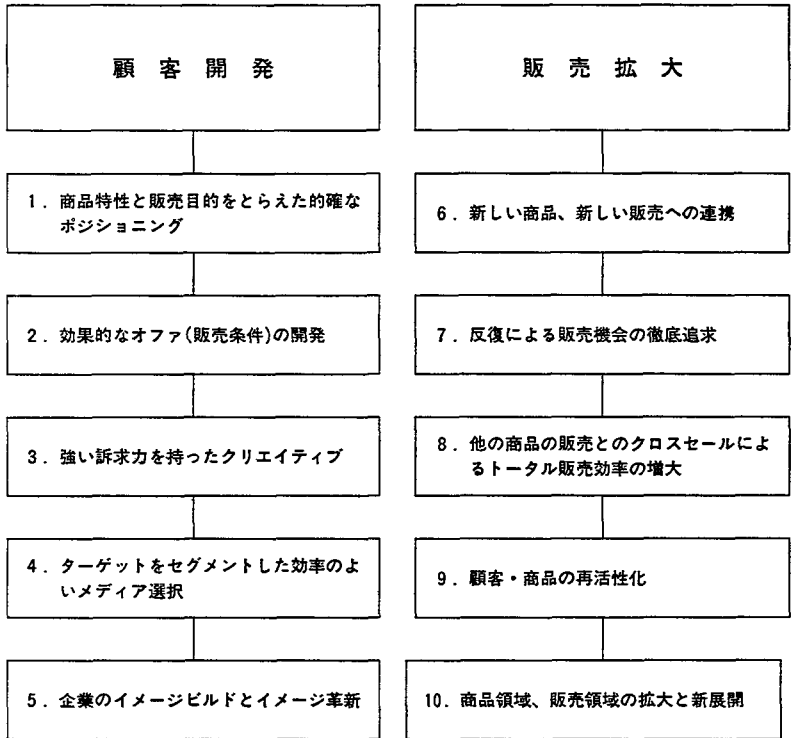 顧客開発
1. 商品特性と販売目的をとらえた的確な
ポジショニング
2. 効果的なオファ(販売条件)の開発
3. 強い訴求力を持ったクリエイティブ
4. ターゲットをセグメントした効率のよ
いメディア選択
5. 企業のイメージビルドとイメージ革新
販売拡大
6. 新しい商品、新しい販売への連携
7. 反復による販売機会の徹底追求
8. 他の商品の販売とのクロスセールによ
るトータル販売効率の増大
9. 顧客・商品の再活性化
10. 商品領域、販売領域の拡大と新展開